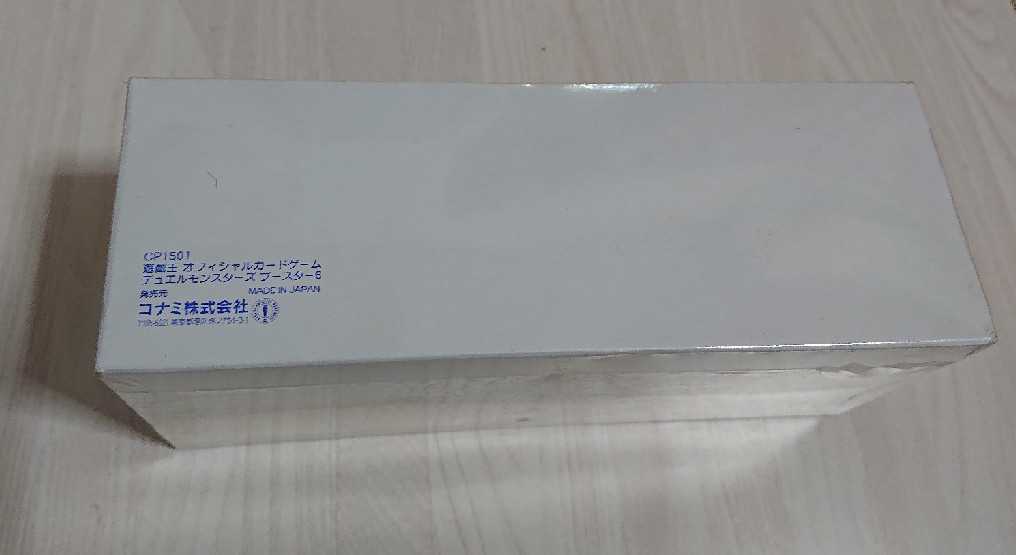 CP1501
遊戯王 オフィシャルカードゲーム
デュエルモンスターズ ブースター6
発売元 MADE IN JAPAN
コナミ株式会社